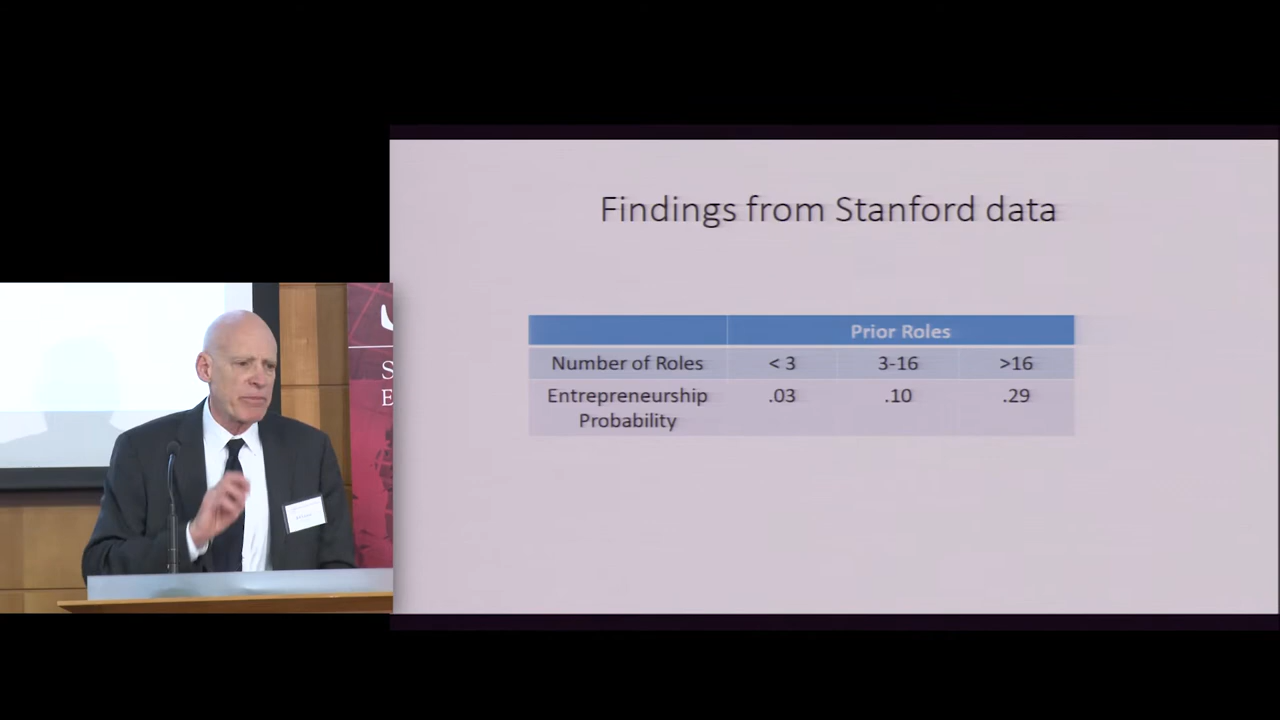 Findings from Stanford data
Prior Roles
Number of Roles < 3 3-16 >16
Entrepreneurship .03 .10 .29
Probability
S
E